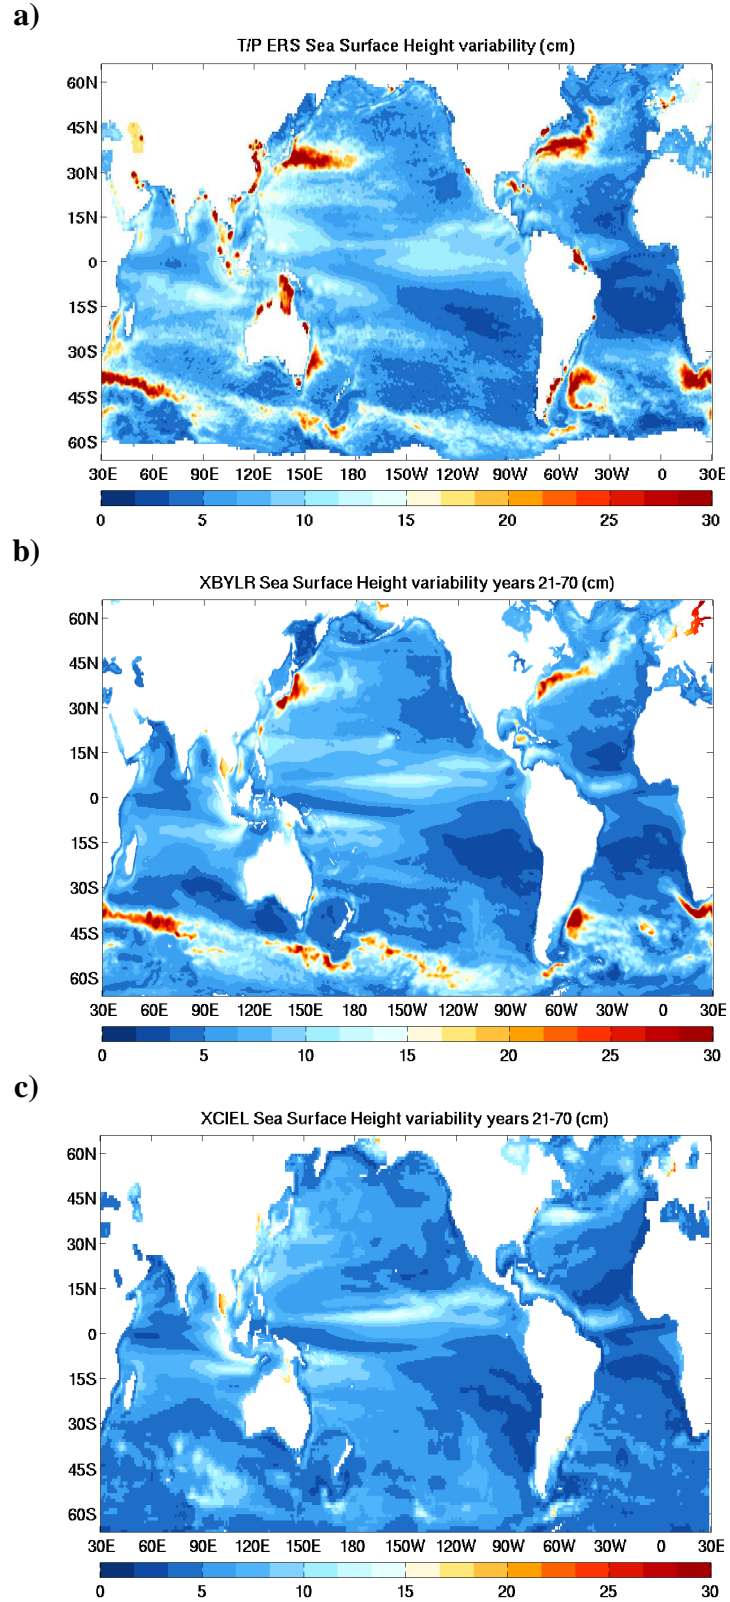 a)
T/P ERS Sea Surface Height variability (cm)
60N
45N
30N
15N
0
15S
30S
45S
60S
30E 60E 90E 120E 150E 180 150W 120W 90W 60W 30W 0 30E
0 5 10 15 20 25 30
b)
XBYLR Sea Surface Height variability years 21-70 (cm)
60N
45N
30N
15N
0
15S
30S
45S
60S
30E 60E 90E 120E 150E 180 150W 120W 90W 60W 30W 0 30E
0 5 10 15 20 25 30
c)
XCIEL Sea Surface Height variability years 21-70 (cm)
60N
45N
30N
15N
0
15S
30S
45S
60S
30E 60E 90E 120E 150E 180 150W 120W 90W 60W 30W 0 30E
0 5 10 15 20 25 30